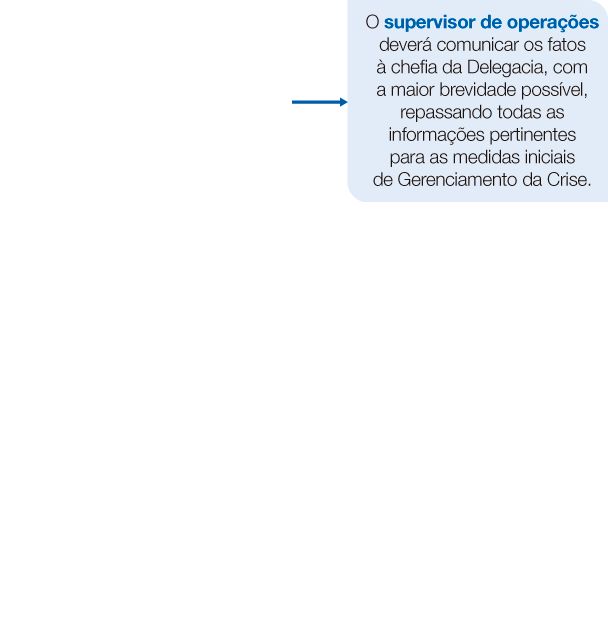 O supervisor de operações
deverá comunicar os fatos
à chefia da Delegacia, com
a maior brevidade possível,
repassando todas as
informações pertinentes
para as medidas iniciais
de Gerenciamento da Crise.